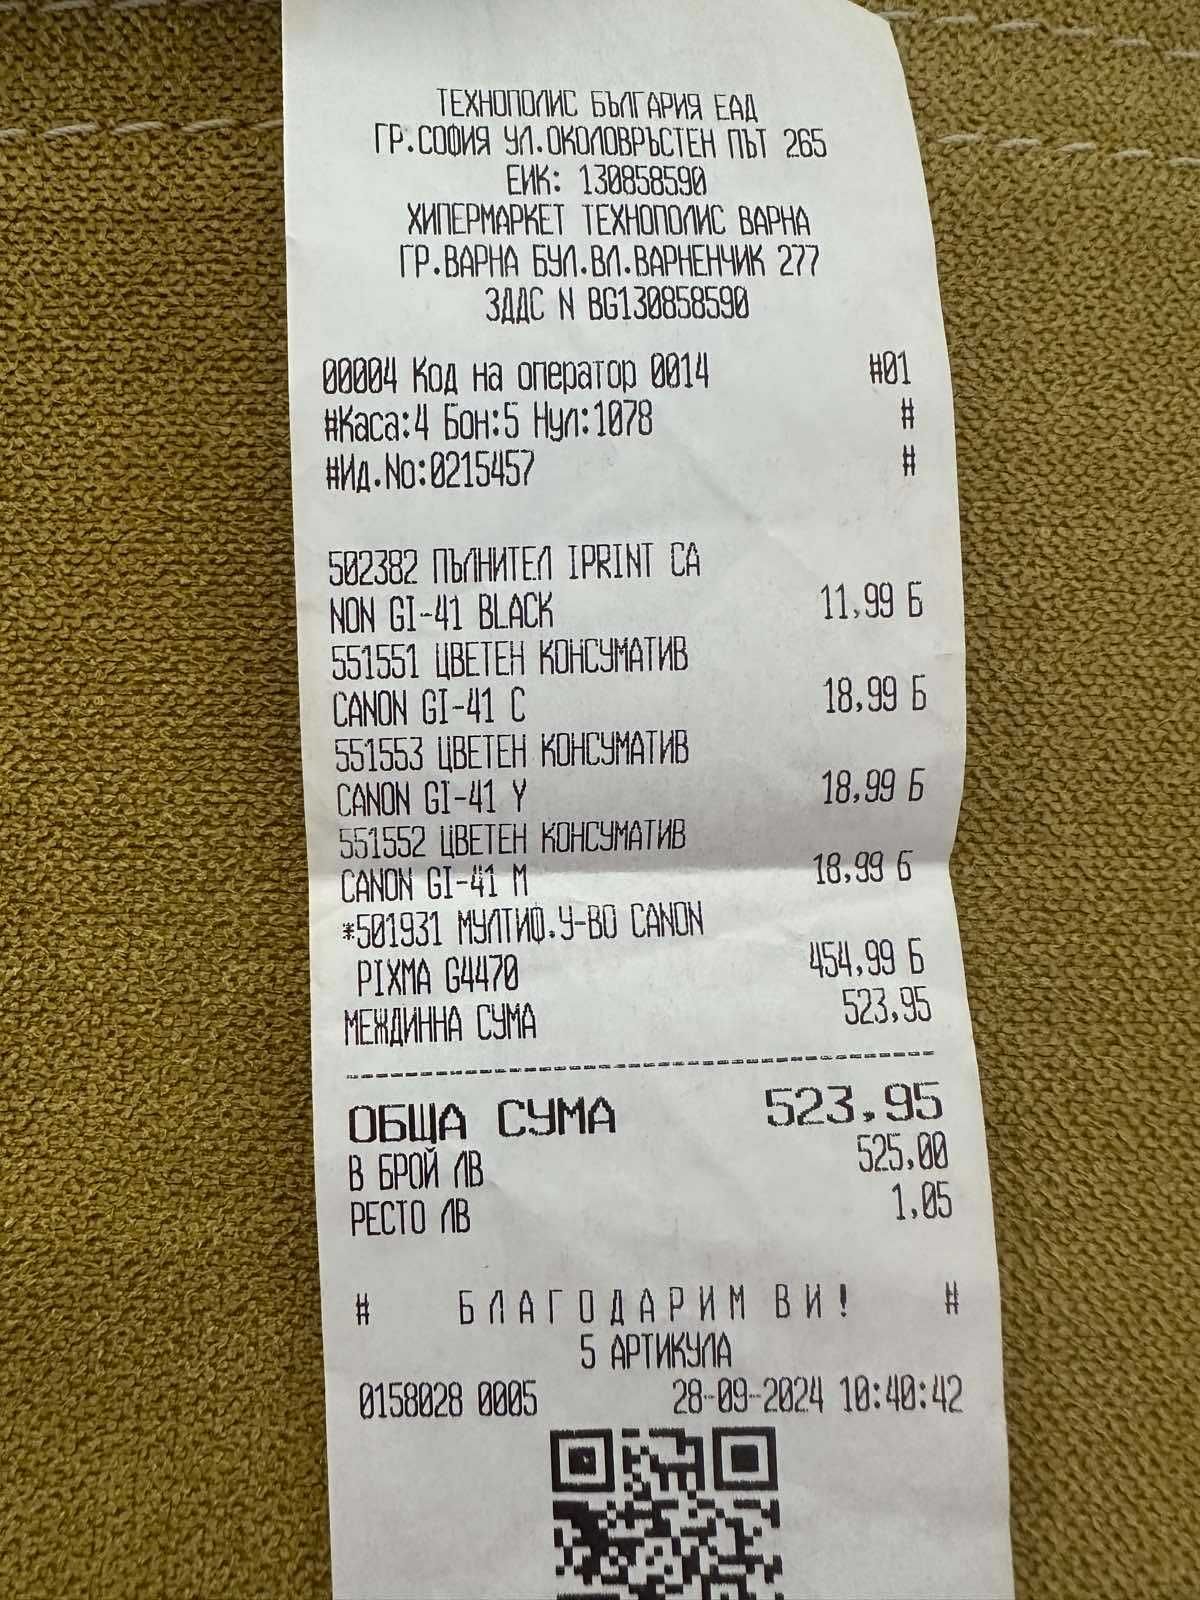 ТЕХНОПОЛИС БЪЛГАРИЯ ЕАД
ГР.СОФИЯ УЛ.ОКОЛОВРЪСТЕН ПЪТ 265
ЕИК: 130858590
ХИПЕРМАРКЕТ ТЕХНОПОЛИС ВАРНА
ГР.ВАРНА БУЛ.ВЛ.ВАРНЕНЧИК 277
ЗДДС N BG130858590
00004 Код на оператор 0014 #01
#Каса:4 Бон:5 Нул:1078 #
#Ид.No:0215457 #
502382 ПЪЛНИТЕЛ IPRINT CA
NON GI-41 BLACK 11,99 Б
551551 ЦВЕТЕН КОНСУМАТИВ
CANON GI-41 C 18,99 Б
551553 ЦВЕТЕН КОНСУМАТИВ
CANON GI-41 Y 18,99 Б
551552 ЦВЕТЕН КОНСУМАТИВ
CANON GI-41 M 18,99 Б
*501931 МУЛТИФ.У-ВО CANON
PIXMA G4470 454,99 Б
МЕЖДИННА СУМА 523,95
ОБЩА СУМА 523,95
В БРОЙ ЛВ 525,00
РЕСТО ЛВ 1,05
# БЛАГОДАРИМ ВИ! #
5 АРТИКУЛА
0158028 0005 28-09-2024 10:40:42